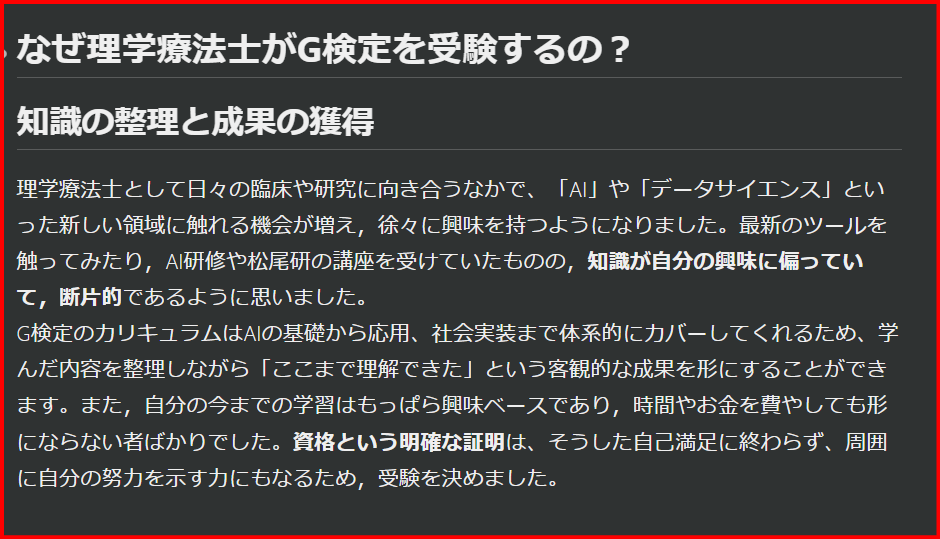 なぜ理学療法士がG検定を受験するの？
知識の整理と成果の獲得
理学療法士として日々の臨床や研究に向き合うなかで、「AI」や「データサイエンス」とい
った新しい領域に触れる機会が増え，徐々に興味を持つようになりました。最新のツールを
触ってみたり，AI研修や松尾研の講座を受けていたものの，知識が自分の興味に偏ってい
て，断片的であるように思いました。
G検定のカリキュラムはAIの基礎から応用、社会実装まで体系的にカバーしてくれるため、学
んだ内容を整理しながら「ここまで理解できた」という客観的な成果を形にすることができ
ます。また，自分の今までの学習はもっぱら興味ベースであり，時間やお金を費やしても形
にならない者ばかりでした。資格という明確な証明は、そうした自己満足に終わらず、周囲
に自分の努力を示す力にもなるため，受験を決めました。